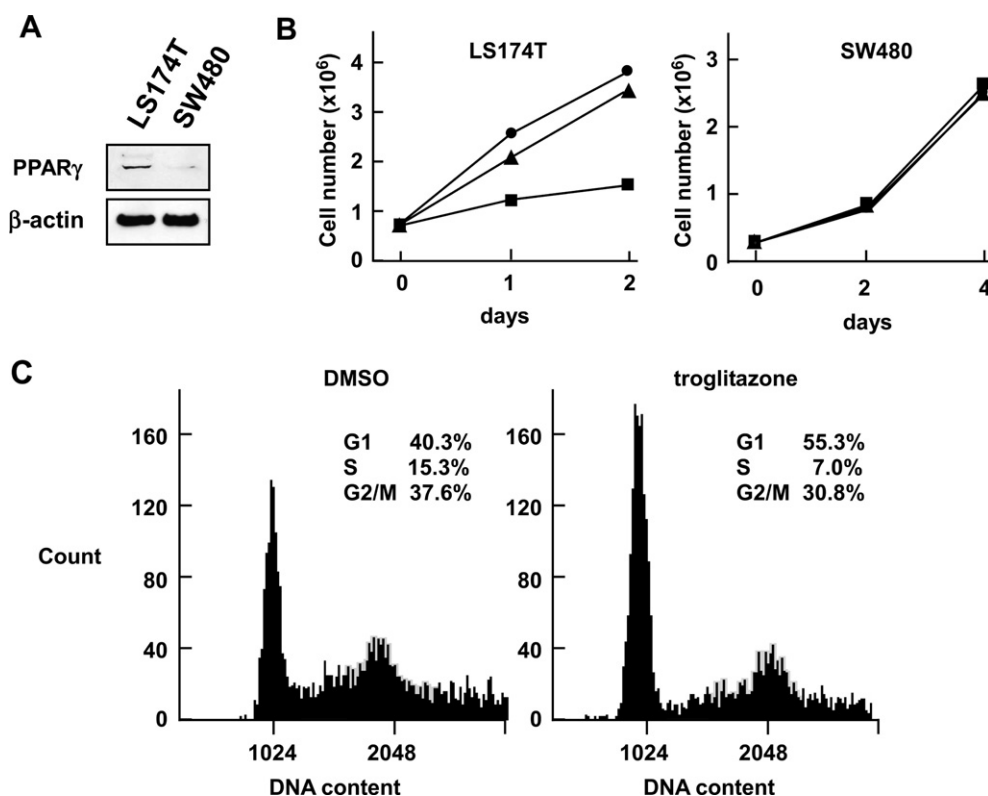 A
LS174T
SW480
PPARγ
β-actin
B
LS174T
Cell number (x10⁶)
4
3
2
1
0
0 1 2
days
SW480
Cell number (x10⁶)
3
2
1
0
0 2 4
days
C
DMSO
G1 40.3%
S 15.3%
G2/M 37.6%
Count
160
120
80
40
0
1024 2048
DNA content
troglitazone
G1 55.3%
S 7.0%
G2/M 30.8%
160
120
80
40
0
1024 2048
DNA content